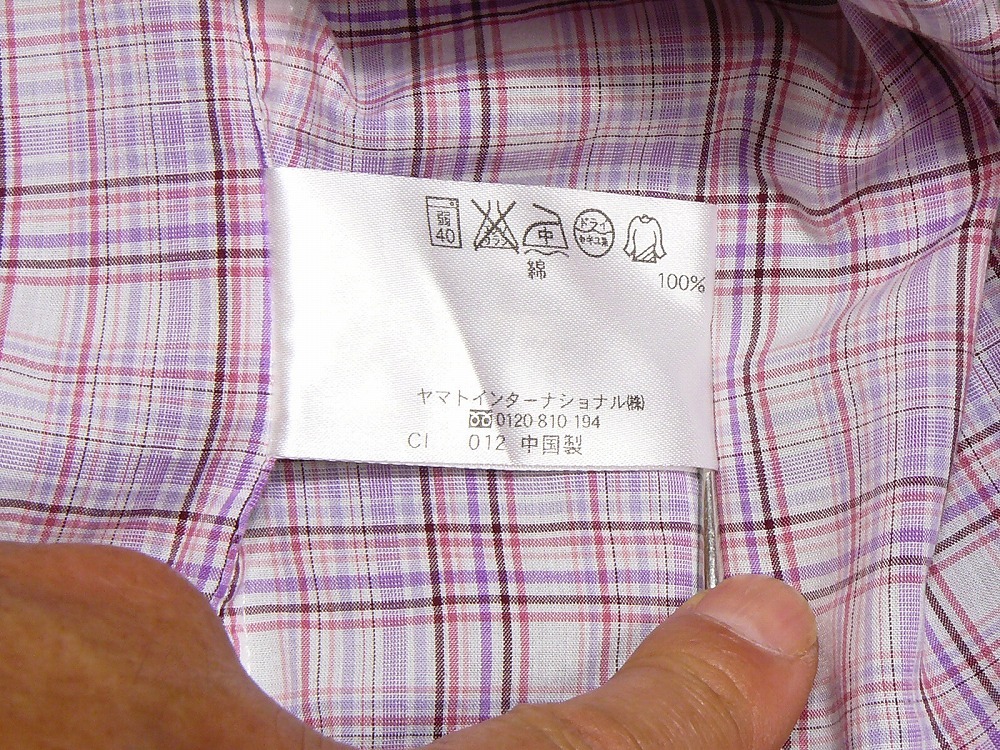 弱 40 エンソサラシ 中 ドライ セキユ系
綿
100%
ヤマトインターナショナル㈱
0120-810-194
CI 012 中国製